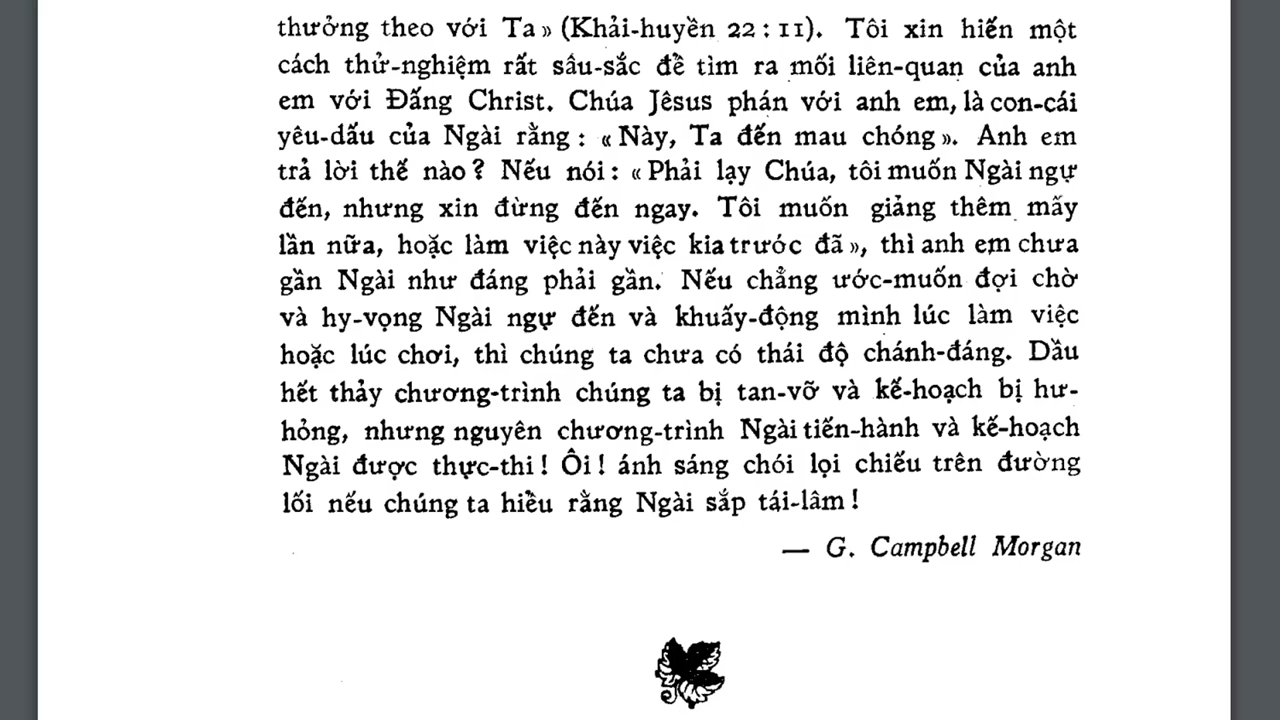 thưởng theo với Ta» (Khải-huyền 22 : 11). Tôi xin hiến một
cách thử-nghiệm rất sâu-sắc để tìm ra mối liên-quan của anh
em với Đấng Christ. Chúa Jêsus phán với anh em, là con-cái
yêu-dấu của Ngài rằng : « Này, Ta đến mau chóng ». Anh em
trả lời thế nào ? Nếu nói : « Phải lạy Chúa, tôi muốn Ngài ngự
đến, nhưng xin đừng đến ngay. Tôi muốn giảng thêm mấy
lần nữa, hoặc làm việc này việc kia trước đã », thì anh em chưa
gần Ngài như đáng phải gần. Nếu chẳng ước-muốn đợi chờ
và hy-vọng Ngài ngự đến và khuấy-động mình lúc làm việc
hoặc lúc chơi, thì chúng ta chưa có thái độ chánh-đáng. Dầu
hết thảy chương-trình chúng ta bị tan-vỡ và kế-hoạch bị hư-
hỏng, nhưng nguyên chương-trình Ngài tiến-hành và kế-hoạch
Ngài được thực-thi ! Ôi ! ánh sáng chói lọi chiếu trên đường
lối nếu chúng ta hiểu rằng Ngài sắp tái-lâm !
— G. Campbell Morgan